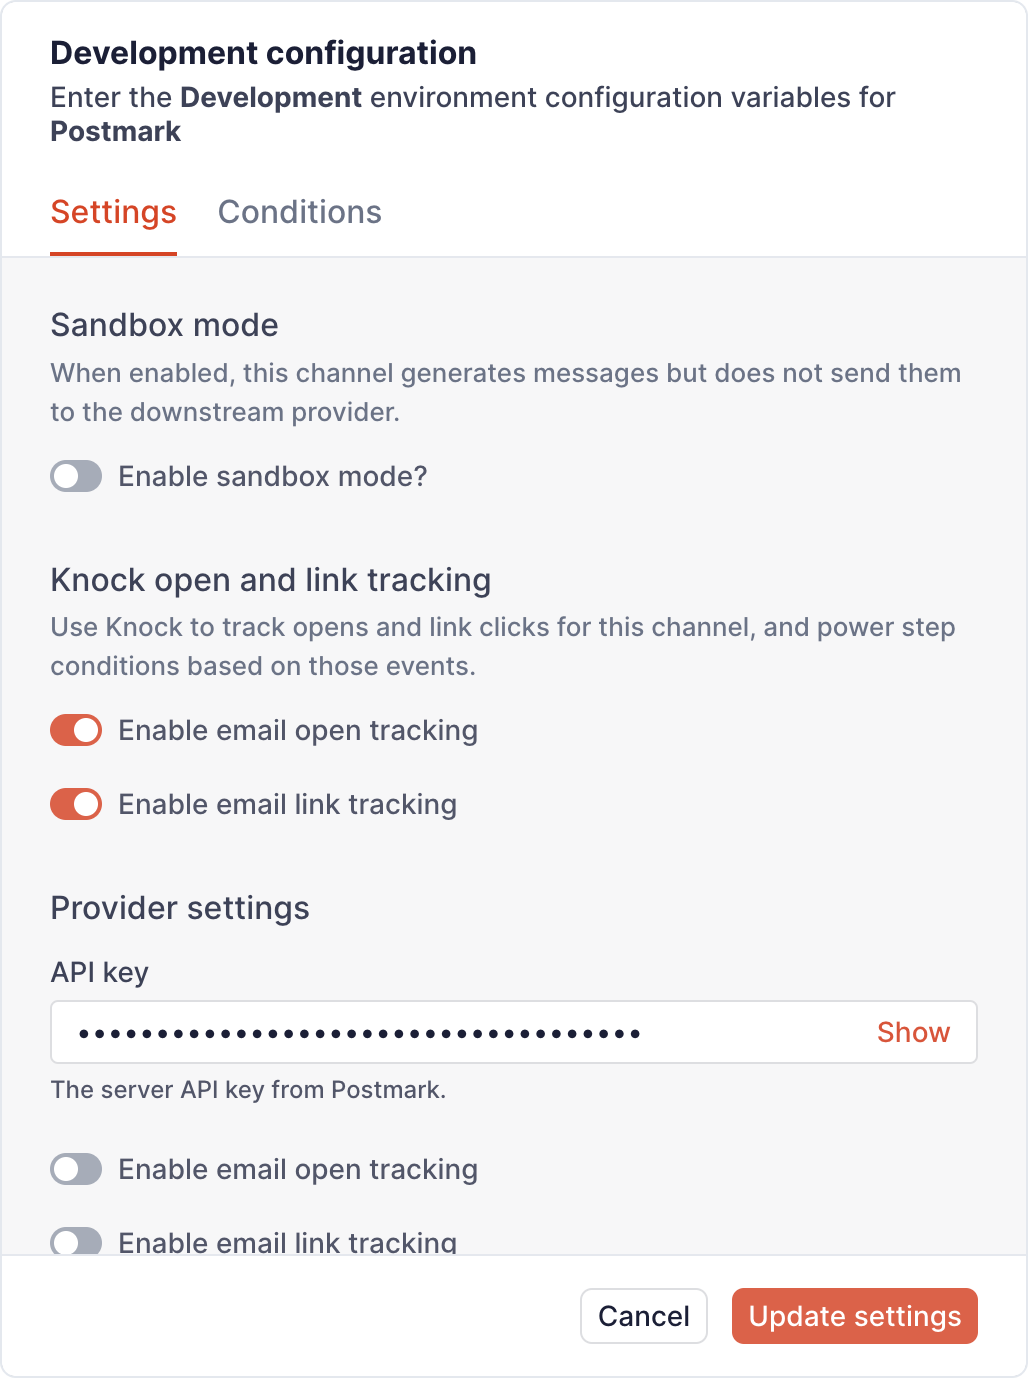 Development configuration
Enter the Development environment configuration variables for
Postmark
Settings Conditions
Sandbox mode
When enabled, this channel generates messages but does not send them
to the downstream provider.
Enable sandbox mode?
Knock open and link tracking
Use Knock to track opens and link clicks for this channel, and power step
conditions based on those events.
Enable email open tracking
Enable email link tracking
Provider settings
API key
•••••••••••••••••••••••••••••••••••• Show
The server API key from Postmark.
Enable email open tracking
Enable email link tracking
Cancel Update settings